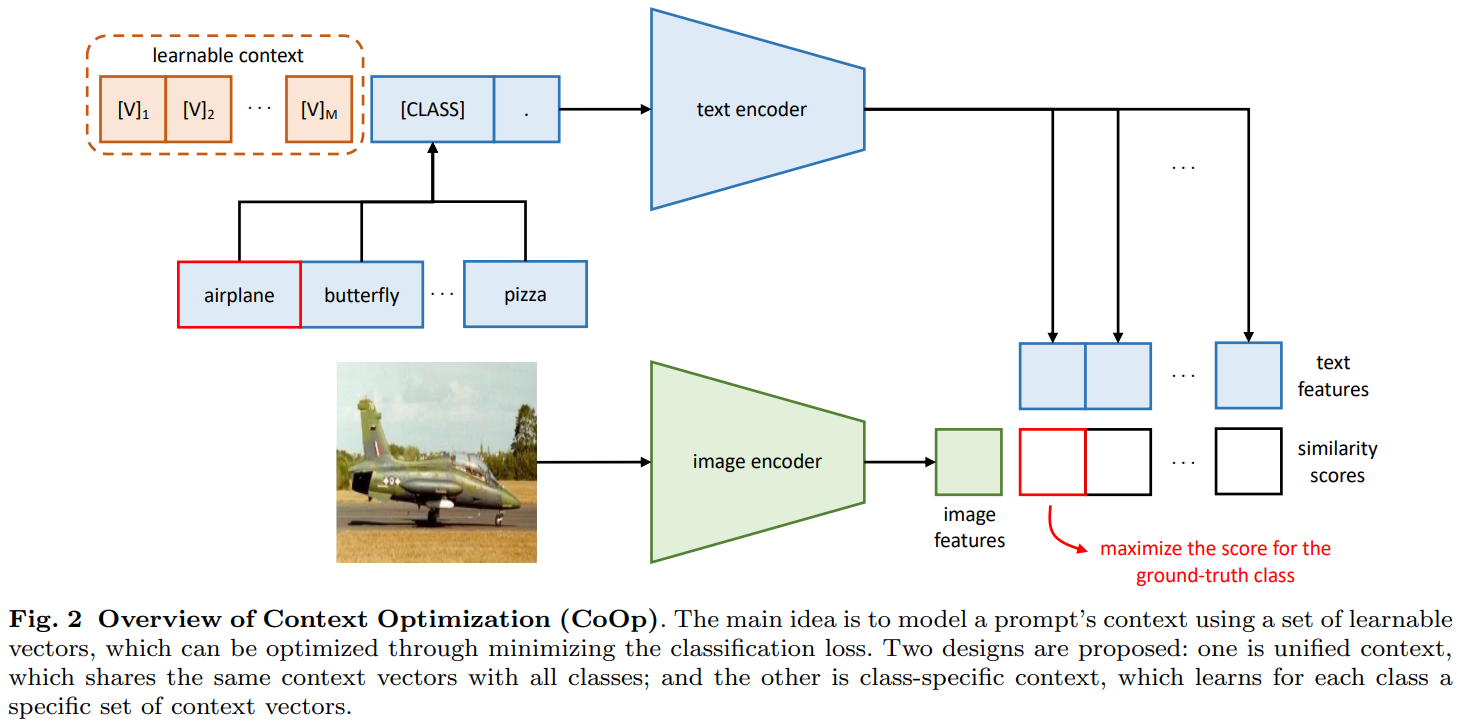 learnable context
[V]1 [V]2 ... [V]M [CLASS] .
text encoder
...
airplane butterfly ... pizza
text
features
...
image encoder
similarity
scores
...
image
features
maximize the score for the
ground-truth class
Fig. 2 Overview of Context Optimization (CoOp). The main idea is to model a prompt's context using a set of learnable
vectors, which can be optimized through minimizing the classification loss. Two designs are proposed: one is unified context,
which shares the same context vectors with all classes; and the other is class-specific context, which learns for each class a
specific set of context vectors.